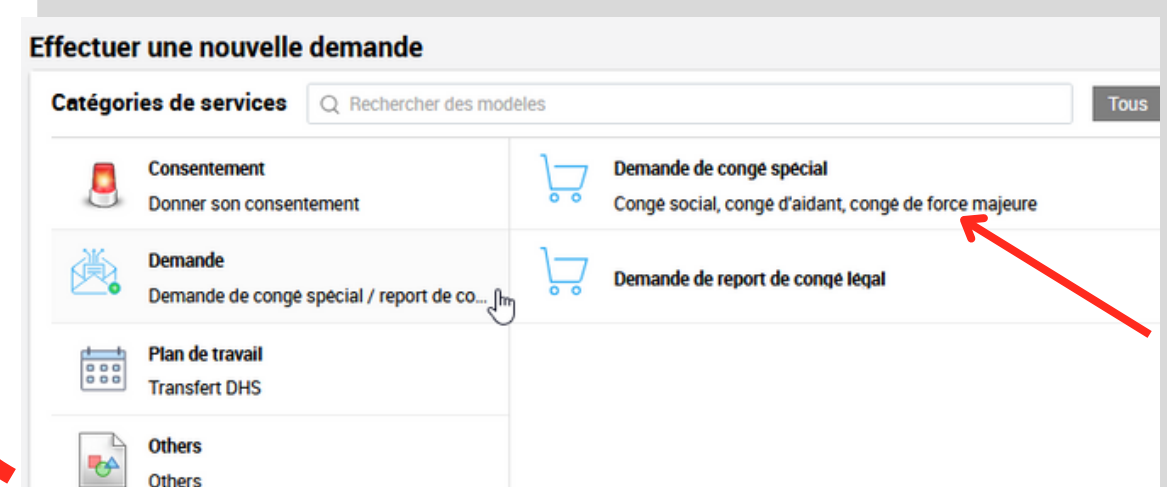 Effectuer une nouvelle demande
Catégories de services
Rechercher des modèles
Tous
Consentement
Donner son consentement
Demande
Demande de congé spécial / report de co...
Plan de travail
Transfert DHS
Others
Others
Demande de congé spécial
Congé social, congé d'aidant, congé de force majeure
Demande de report de congé légal